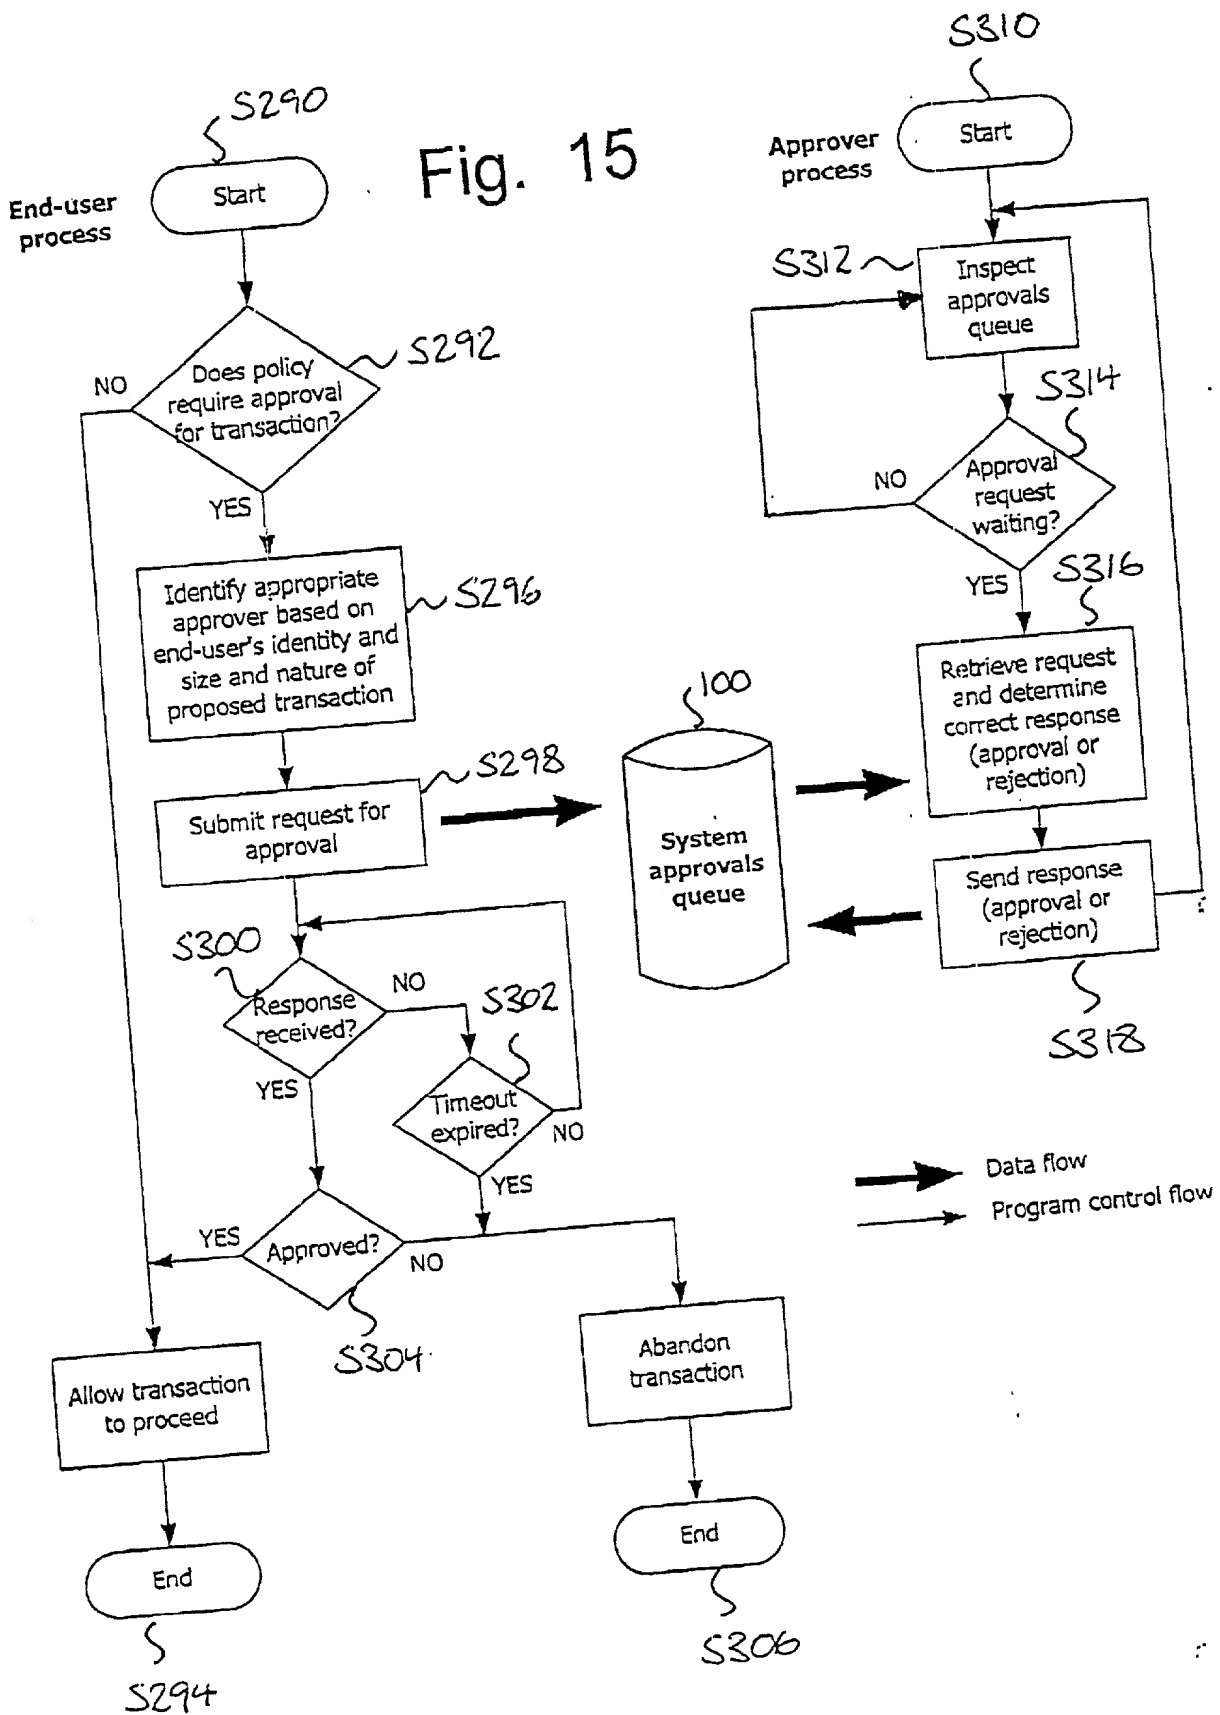 Fig. 15
End-user
process
S290
Start
S292
Does policy
require approval
for transaction?
NO
YES
S296
Identify appropriate
approver based on
end-user's identity and
size and nature of
proposed transaction
S298
Submit request for
approval
S300
Response
received?
NO
YES
S302
Timeout
expired?
NO
YES
Approved?
YES
NO
S304
Allow transaction
to proceed
End
S294
Abandon
transaction
End
S306
100
System
approvals
queue
S310
Approver
process
Start
S312
Inspect
approvals
queue
S314
Approval
request
waiting?
NO
YES
S316
Retrieve request
and determine
correct response
(approval or
rejection)
Send response
(approval or
rejection)
S318
Data flow
Program control flow